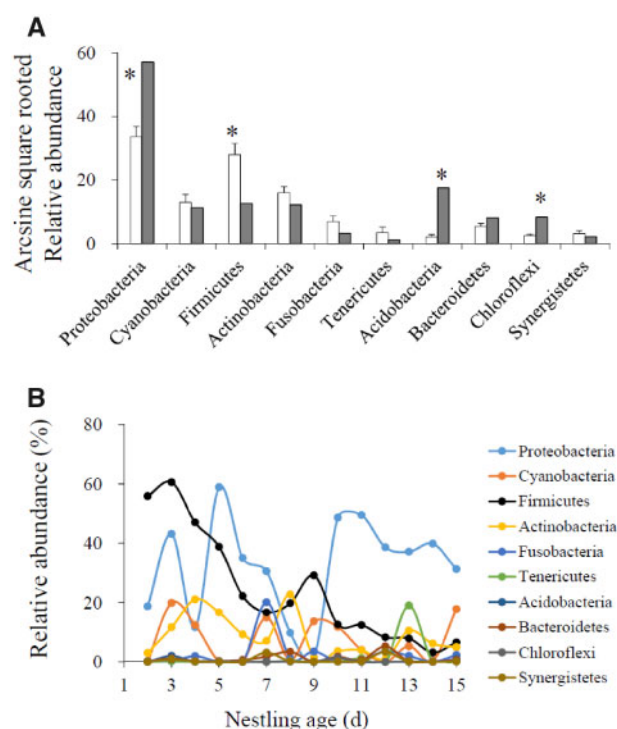 A
Arcsine square rooted
Relative abundance
60
40
20
0
*
*
*
*
Proteobacteria
Cyanobacteria
Firmicutes
Actinobacteria
Fusobacteria
Tenericutes
Acidobacteria
Bacteroidetes
Chloroflexi
Synergistetes
B
Relative abundance (%)
80
60
40
20
0
1 3 5 7 9 11 13 15
Nestling age (d)
Proteobacteria
Cyanobacteria
Firmicutes
Actinobacteria
Fusobacteria
Tenericutes
Acidobacteria
Bacteroidetes
Chloroflexi
Synergistetes